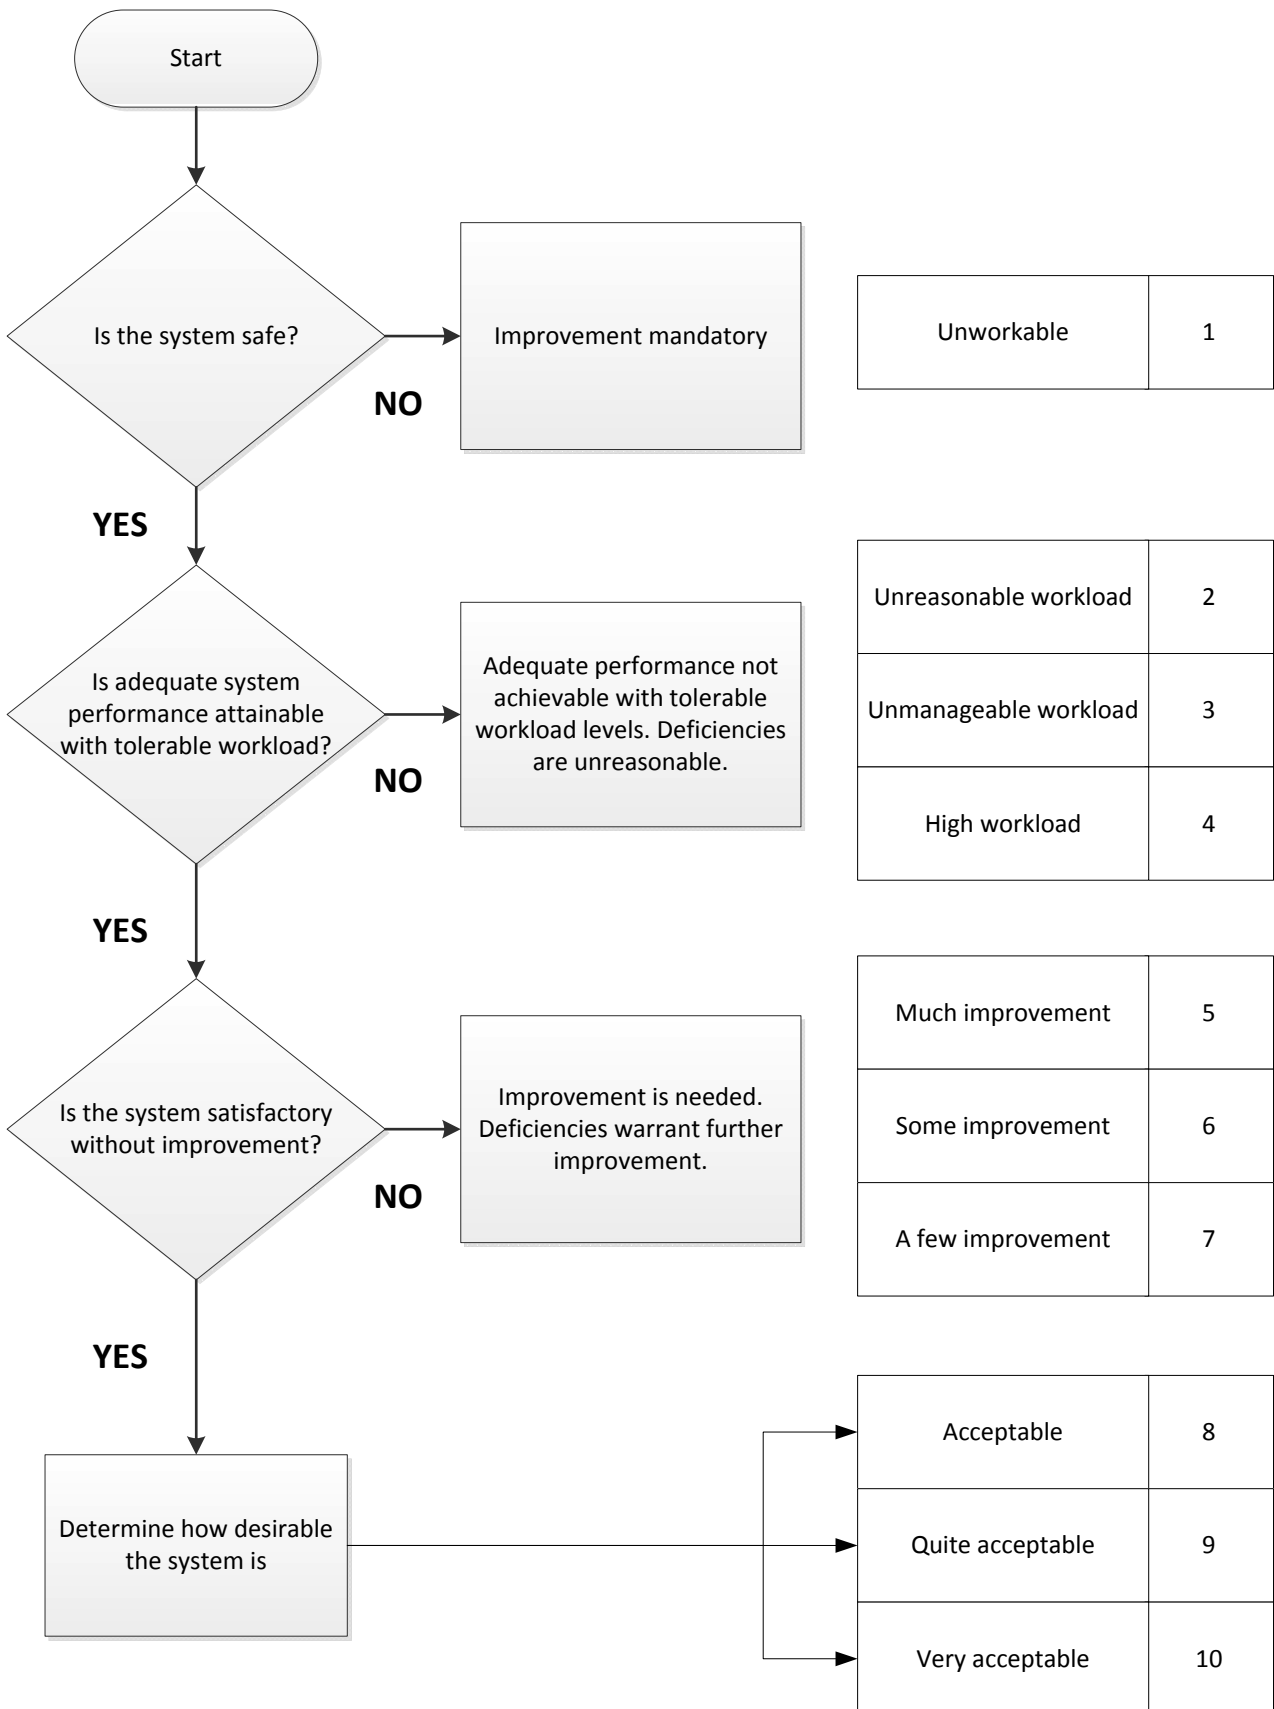 Start
Is the system safe?
NO
Improvement mandatory
Unworkable
1
YES
Is adequate system
performance attainable
with tolerable workload?
NO
Adequate performance not
achievable with tolerable
workload levels. Deficiencies
are unreasonable.
Unreasonable workload
2
Unmanageable workload
3
High workload
4
YES
Is the system satisfactory
without improvement?
NO
Improvement is needed.
Deficiencies warrant further
improvement.
Much improvement
5
Some improvement
6
A few improvement
7
YES
Determine how desirable
the system is
Acceptable
8
Quite acceptable
9
Very acceptable
10